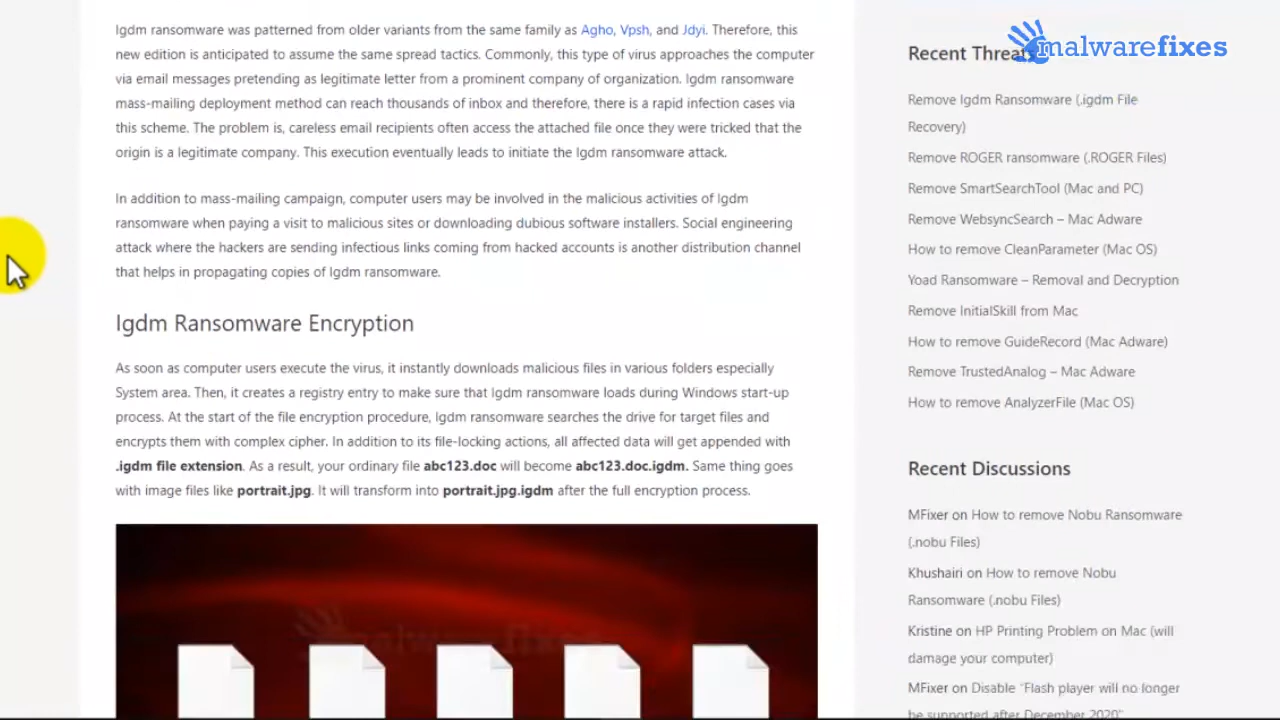 Igdm ransomware was patterned from older variants from the same family as Agho, Vpsh, and Jdyi. Therefore, this
new edition is anticipated to assume the same spread tactics. Commonly, this type of virus approaches the computer
via email messages pretending as legitimate letter from a prominent company of organization. Igdm ransomware
mass-mailing deployment method can reach thousands of inbox and therefore, there is a rapid infection cases via
this scheme. The problem is, careless email recipients often access the attached file once they were tricked that the
origin is a legitimate company. This execution eventually leads to initiate the Igdm ransomware attack.
In addition to mass-mailing campaign, computer users may be involved in the malicious activities of Igdm
ransomware when paying a visit to malicious sites or downloading dubious software installers. Social engineering
attack where the hackers are sending infectious links coming from hacked accounts is another distribution channel
that helps in propagating copies of Igdm ransomware.
Igdm Ransomware Encryption
As soon as computer users execute the virus, it instantly downloads malicious files in various folders especially
System area. Then, it creates a registry entry to make sure that Igdm ransomware loads during Windows start-up
process. At the start of the file encryption procedure, Igdm ransomware searches the drive for target files and
encrypts them with complex cipher. In addition to its file-locking actions, all affected data will get appended with
.igdm file extension. As a result, your ordinary file abc123.doc will become abc123.doc.igdm. Same thing goes
with image files like portrait.jpg. It will transform into portrait.jpg.igdm after the full encryption process.
malwarefixes
malwarefixes
Recent Threats
Remove Igdm Ransomware (.igdm File
Recovery)
Remove ROGER ransomware (.ROGER Files)
Remove SmartSearchTool (Mac and PC)
Remove WebsyncSearch – Mac Adware
How to remove CleanParameter (Mac OS)
Yoad Ransomware – Removal and Decryption
Remove InitialSkill from Mac
How to remove GuideRecord (Mac Adware)
Remove TrustedAnalog – Mac Adware
How to remove AnalyzerFile (Mac OS)
Recent Discussions
MFixer on How to remove Nobu Ransomware
(.nobu Files)
Khushairi on How to remove Nobu
Ransomware (.nobu Files)
Kristine on HP Printing Problem on Mac (will
damage your computer)
MFixer on Disable "Flash player will no longer
be supported after December 2020"